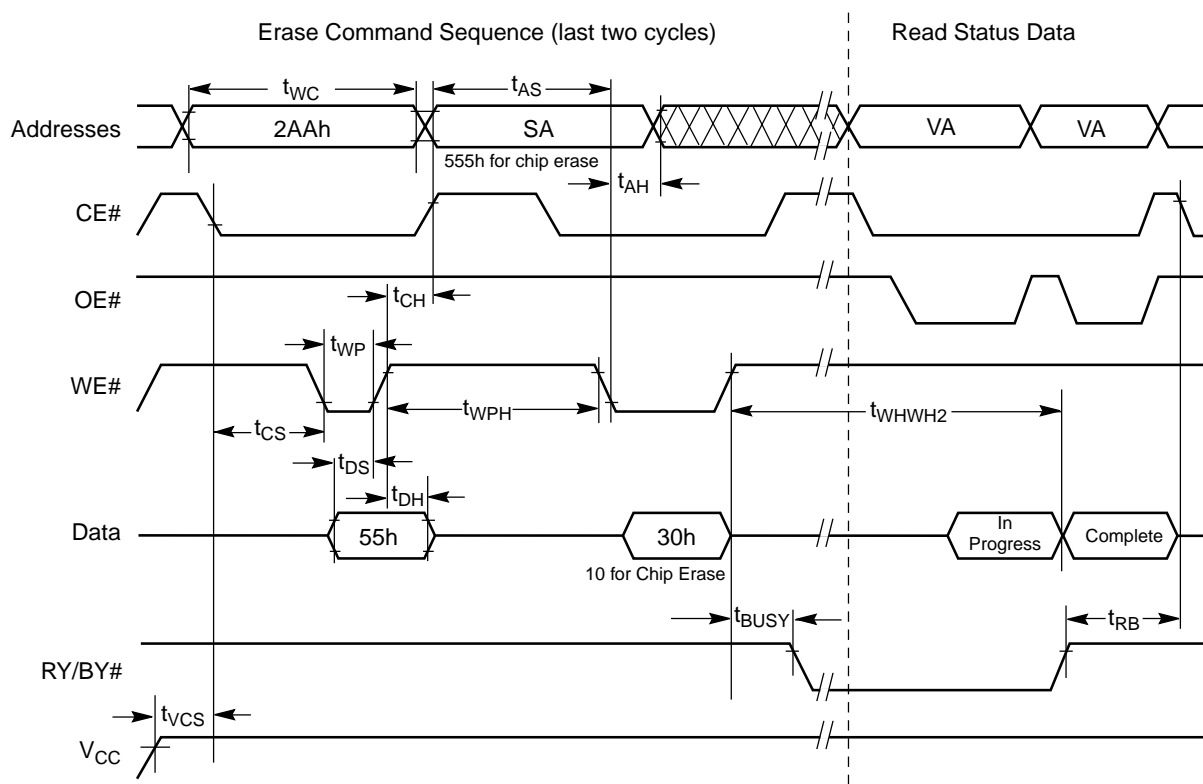 Erase Command Sequence (last two cycles)
Read Status Data
tWC
tAS
Addresses
2AAh
SA
VA
VA
555h for chip erase
tAH
CE#
OE#
tCH
tWP
WE#
tWPH
tWHWH2
tCS
tDS
tDH
Data
55h
30h
In
Progress
Complete
10 for Chip Erase
tBUSY
tRB
RY/BY#
tVCS
VCC